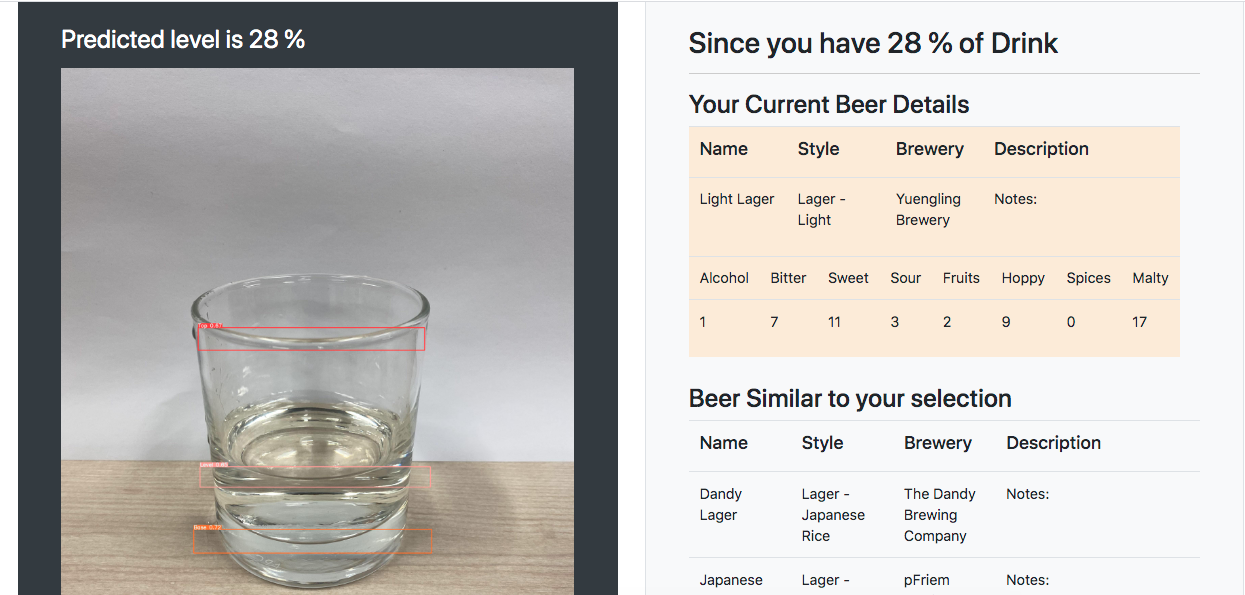 Predicted level is 28 %
Top 0.87
Level 0.83
Base 0.72
Since you have 28 % of Drink
Your Current Beer Details
Name Style Brewery Description
Light Lager Lager - Yuengling Notes:
Light Brewery
Alcohol Bitter Sweet Sour Fruits Hoppy Spices Malty
1 7 11 3 2 9 0 17
Beer Similar to your selection
Name Style Brewery Description
Dandy Lager - The Dandy Notes:
Lager Japanese Brewing
Rice Company
Japanese Lager - pFriem Notes: